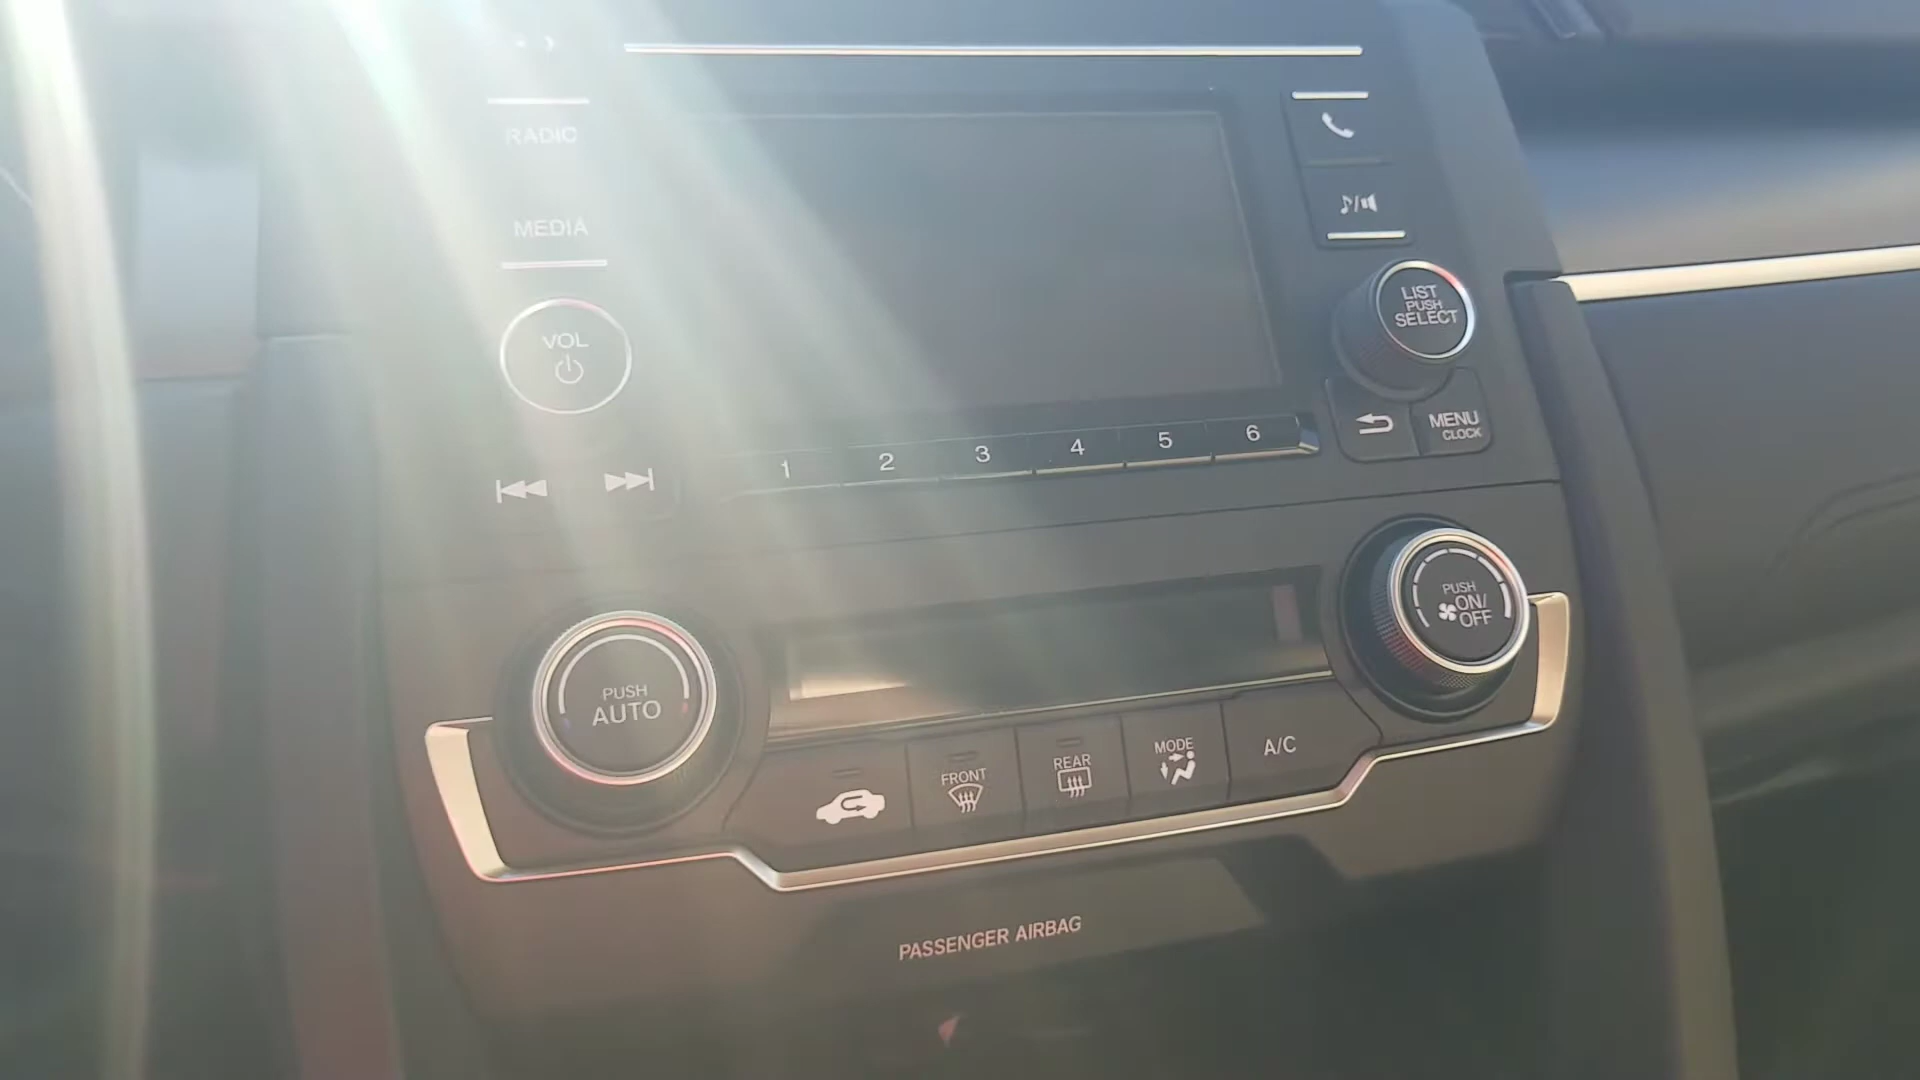 RADIO
MEDIA
VOL
LIST
PUSH
SELECT
MENU
CLOCK
1 2 3 4 5 6
PUSH
AUTO
PUSH
ON/
OFF
FRONT
REAR
MODE
A/C
PASSENGER AIRBAG